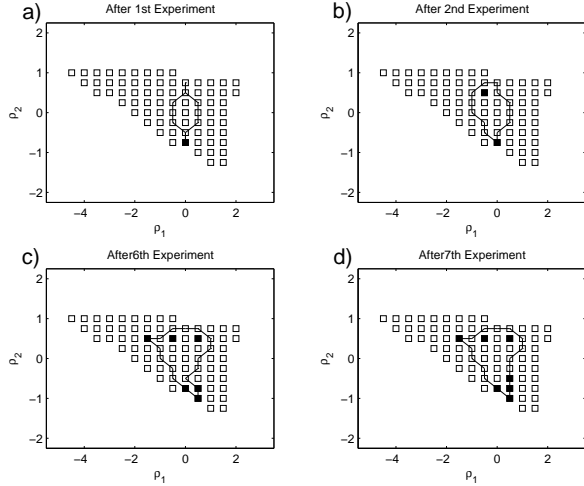 a)
After 1st Experiment
2
1
0
−1
−2
ρ2
−4
−2
0
2
ρ1
b)
After 2nd Experiment
2
1
0
−1
−2
ρ2
−4
−2
0
2
ρ1
c)
After6th Experiment
2
1
0
−1
−2
ρ2
−4
−2
0
2
ρ1
d)
After7th Experiment
2
1
0
−1
−2
ρ2
−4
−2
0
2
ρ1